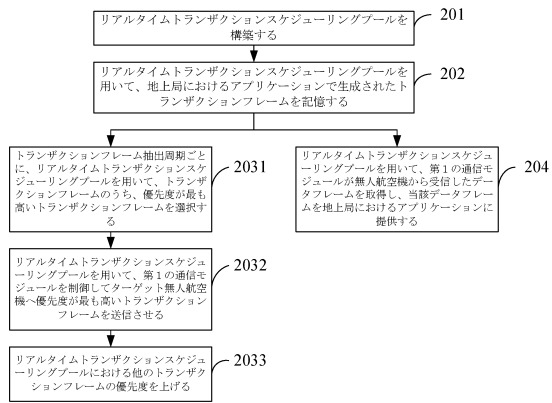 リアルタイムトランザクションスケジューリングプールを
構築する
201
リアルタイムトランザクションスケジューリングプールを
用いて、地上局におけるアプリケーションで生成されたト
ランザクションフレームを記憶する
202
トランザクションフレーム抽出周期ごと
に、リアルタイムトランザクションスケ
ジューリングプールを用いて、トランザ
クションフレームのうち、優先度が最も
高いトランザクションフレームを選択す
る
2031
リアルタイムトランザクションスケジュ
ーリングプールを用いて、第1の通信モ
ジュールが無人航空機から受信したデー
タフレームを取得し、当該データフレー
ムを地上局におけるアプリケーションに
提供する
204
リアルタイムトランザクションスケジュ
ーリングプールを用いて、第1の通信モ
ジュールを制御してターゲット無人航空
機へ優先度が最も高いトランザクション
フレームを送信させる
2032
リアルタイムトランザクションスケジュ
ーリングプールにおける他のトランザ
クションフレームの優先度を上げる
2033